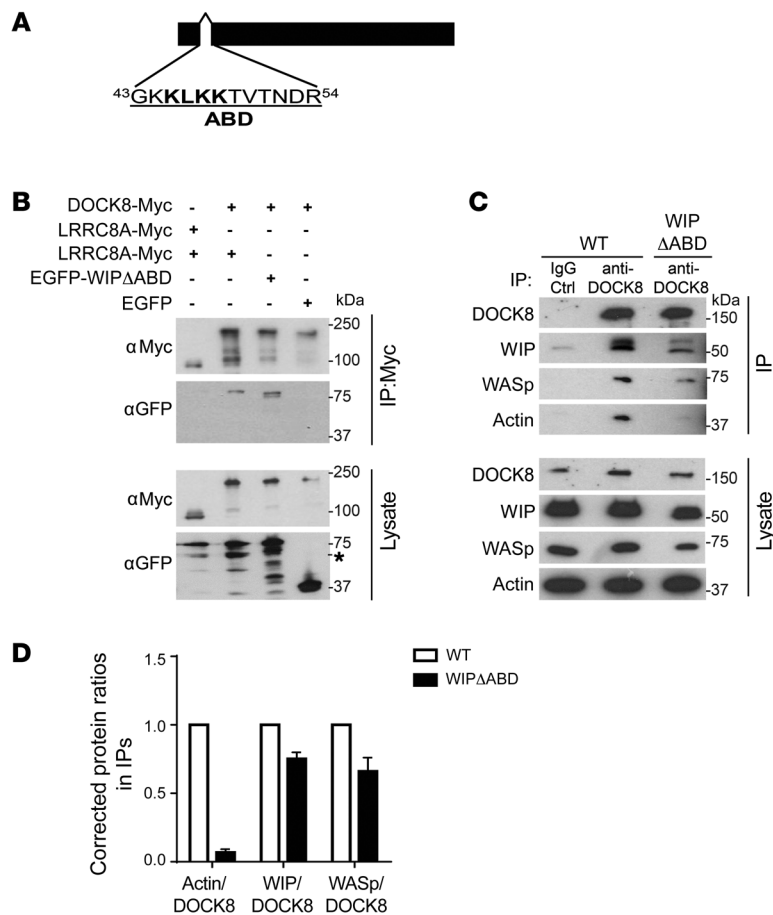 A
43GKKLKKTVTNDR54
ABD
B
DOCK8-Myc - + + +
LRRC8A-Myc + - - -
LRRC8A-Myc + + - -
EGFP-WIPΔABD - - + -
EGFP - - - +
kDa
αMyc
-250
-100
αGFP
-75
-37
IP:Myc
αMyc
-250
-100
αGFP
-75
*
-37
Lysate
C
WT
WIP
ΔABD
IP:
IgG
Ctrl
anti-
DOCK8
anti-
DOCK8
kDa
DOCK8
-150
WIP
-50
WASp
-75
Actin
-37
IP
DOCK8
-150
WIP
-50
WASp
-75
Actin
-37
Lysate
D
Corrected protein ratios
in IPs
1.5
1.0
0.5
0.0
Actin/
DOCK8
WIP/
DOCK8
WASp/
DOCK8
WT
WIPΔABD